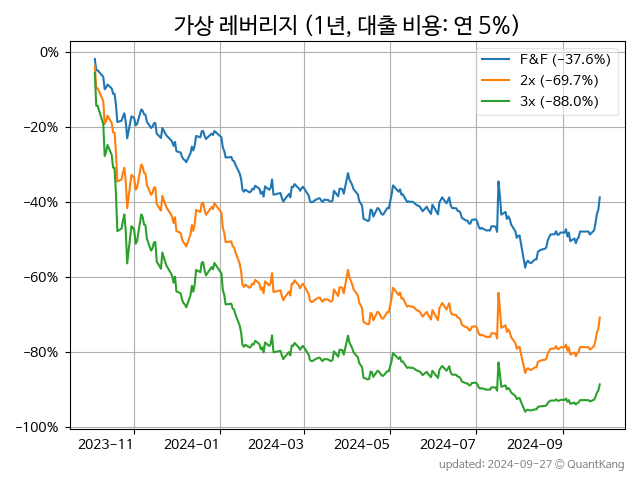 가상 레버리지 (1년, 대출 비용: 연 5%)
F&F (−37.6%)
2x (−69.7%)
3x (−88.0%)
0%
−20%
−40%
−60%
−80%
−100%
2023-11 2024-01 2024-03 2024-05 2024-07 2024-09
updated: 2024-09-27 © QuantKang